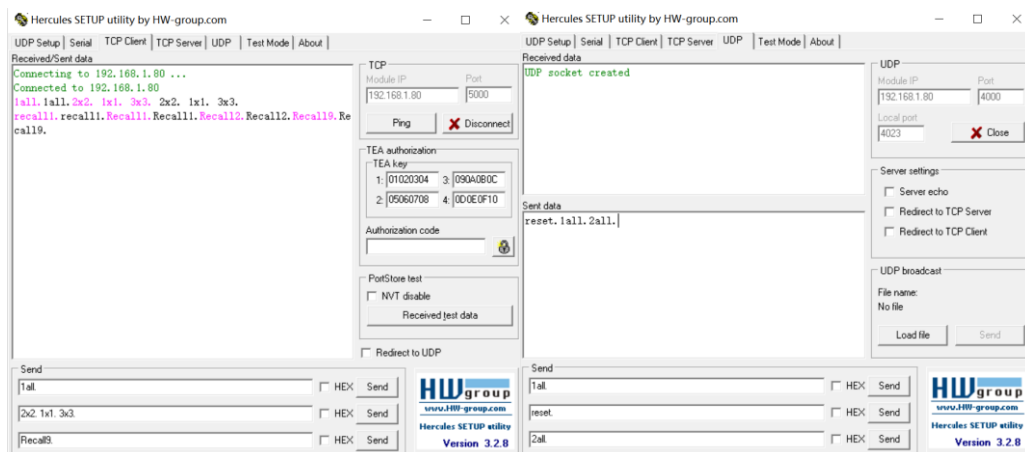 Hercules SETUP utility by HW-group.com
UDP Setup | Serial | TCP Client | TCP Server | UDP | Test Mode | About
Received/Sent data
Connecting to 192.168.1.80 ...
Connected to 192.168.1.80
1all.1all.2x2. 1x1. 3x3. 2x2. 1x1. 3x3.
recall1.recall1.Recall1.Recall1.Recall2.Recall2.Recall9.Re
call9.
TCP
Module IP Port
192.168.1.80 5000
Ping Disconnect
TEA authorization
TEA key
1: 01020304 3: 090A0B0C
2: 05060708 4: 0D0E0F10
Authorization code
PortStore test
NVT disable
Received test data
Redirect to UDP
Send
1all. HEX Send
2x2. 1x1. 3x3. HEX Send
Recall9. HEX Send
HWgroup
www.HW-group.com
Hercules SETUP utility
Version 3.2.8
Hercules SETUP utility by HW-group.com
UDP Setup | Serial | TCP Client | TCP Server | UDP | Test Mode | About
Received data
UDP socket created
Sent data
reset.1all.2all.
UDP
Module IP Port
192.168.1.80 4000
Local port
4023 Close
Server settings
Server echo
Redirect to TCP Server
Redirect to TCP Client
UDP broadcast
File name:
No file
Load file Send
Send
1all. HEX Send
reset. HEX Send
2all. HEX Send
HWgroup
www.HW-group.com
Hercules SETUP utility
Version 3.2.8